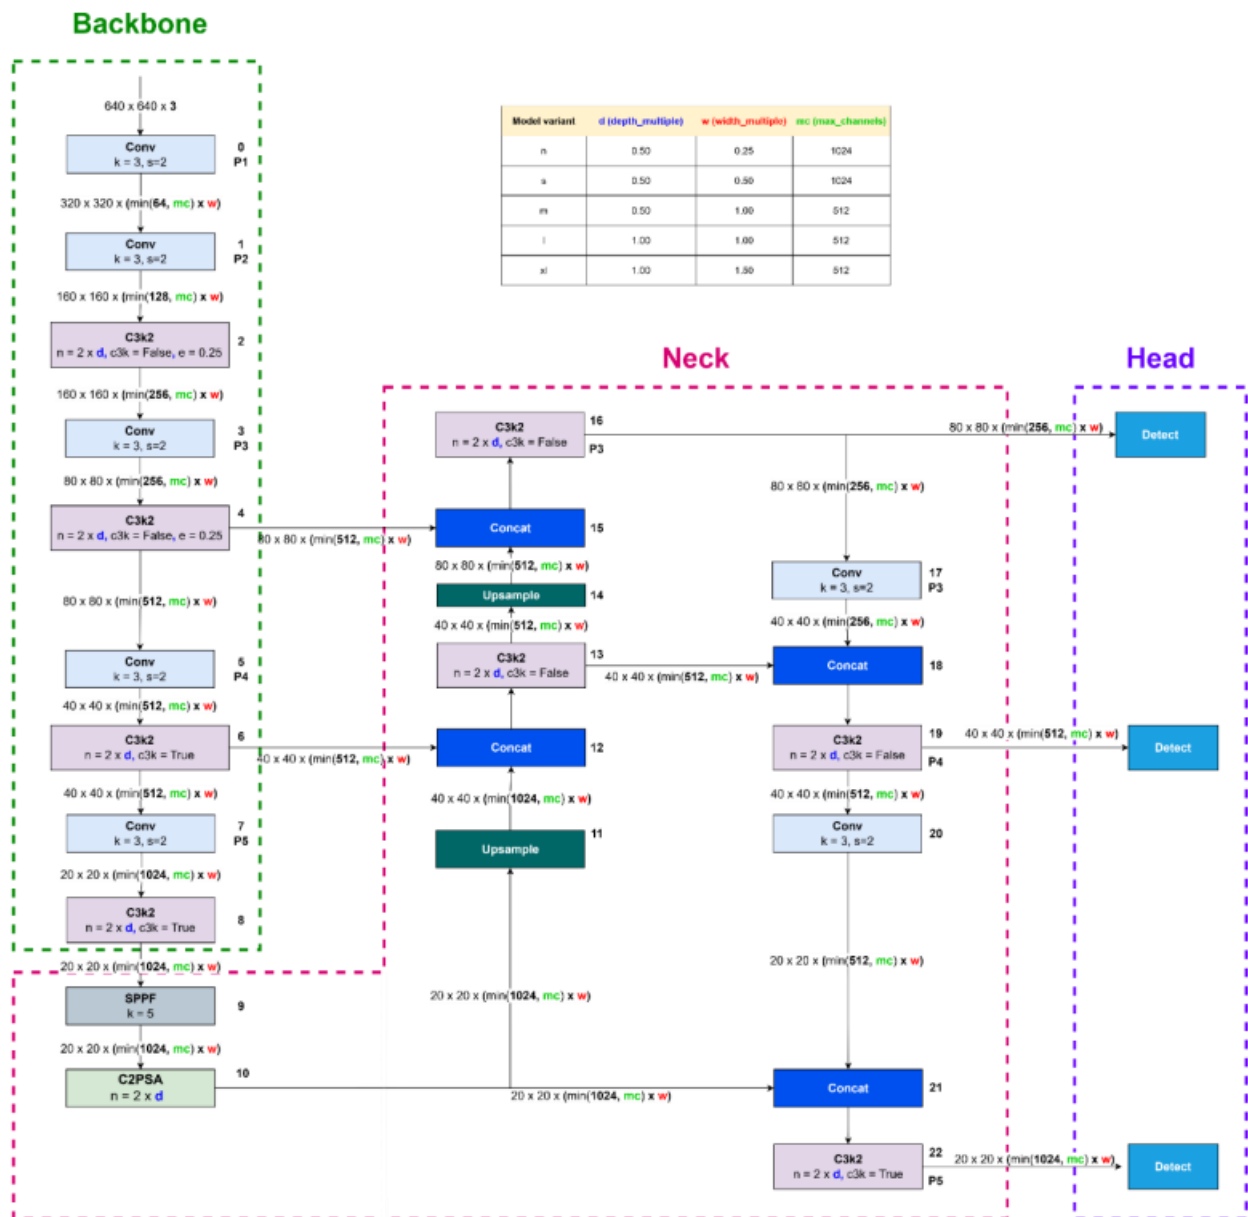 Backbone
640 x 640 x 3
Conv
k = 3, s=2
0
P1
320 x 320 x (min(64, mc) x w)
Conv
k = 3, s=2
1
P2
160 x 160 x (min(128, mc) x w)
C3k2
n = 2 x d, c3k = False, e = 0.25
2
160 x 160 x (min(256, mc) x w)
Conv
k = 3, s=2
3
P3
80 x 80 x (min(256, mc) x w)
C3k2
n = 2 x d, c3k = False, e = 0.25
4
80 x 80 x (min(512, mc) x w)
80 x 80 x (min(512, mc) x w)
Conv
k = 3, s=2
5
P4
40 x 40 x (min(512, mc) x w)
C3k2
n = 2 x d, c3k = True
6
40 x 40 x (min(512, mc) x w)
40 x 40 x (min(512, mc) x w)
Conv
k = 3, s=2
7
P5
20 x 20 x (min(1024, mc) x w)
C3k2
n = 2 x d, c3k = True
8
20 x 20 x (min(1024, mc) x w)
SPPF
k = 5
9
20 x 20 x (min(1024, mc) x w)
C2PSA
n = 2 x d
10
Model variant d (depth_multiple) w (width_multiple) mc (max_channels)
n 0.50 0.25 1024
s 0.50 0.50 1024
m 0.50 1.00 512
l 1.00 1.00 512
xl 1.00 1.50 512
Neck
C3k2
n = 2 x d, c3k = False
16
P3
Concat
15
80 x 80 x (min(512, mc) x w)
Upsample
14
40 x 40 x (min(512, mc) x w)
C3k2
n = 2 x d, c3k = False
13
40 x 40 x (min(512, mc) x w)
Concat
12
40 x 40 x (min(1024, mc) x w)
Upsample
11
20 x 20 x (min(1024, mc) x w)
20 x 20 x (min(1024, mc) x w)
80 x 80 x (min(256, mc) x w)
80 x 80 x (min(256, mc) x w)
Conv
k = 3, s=2
17
P3
40 x 40 x (min(256, mc) x w)
Concat
18
C3k2
n = 2 x d, c3k = False
19
P4
40 x 40 x (min(512, mc) x w)
40 x 40 x (min(512, mc) x w)
Conv
k = 3, s=2
20
20 x 20 x (min(512, mc) x w)
Concat
21
C3k2
n = 2 x d, c3k = True
22
P5
20 x 20 x (min(1024, mc) x w)
Head
Detect
Detect
Detect